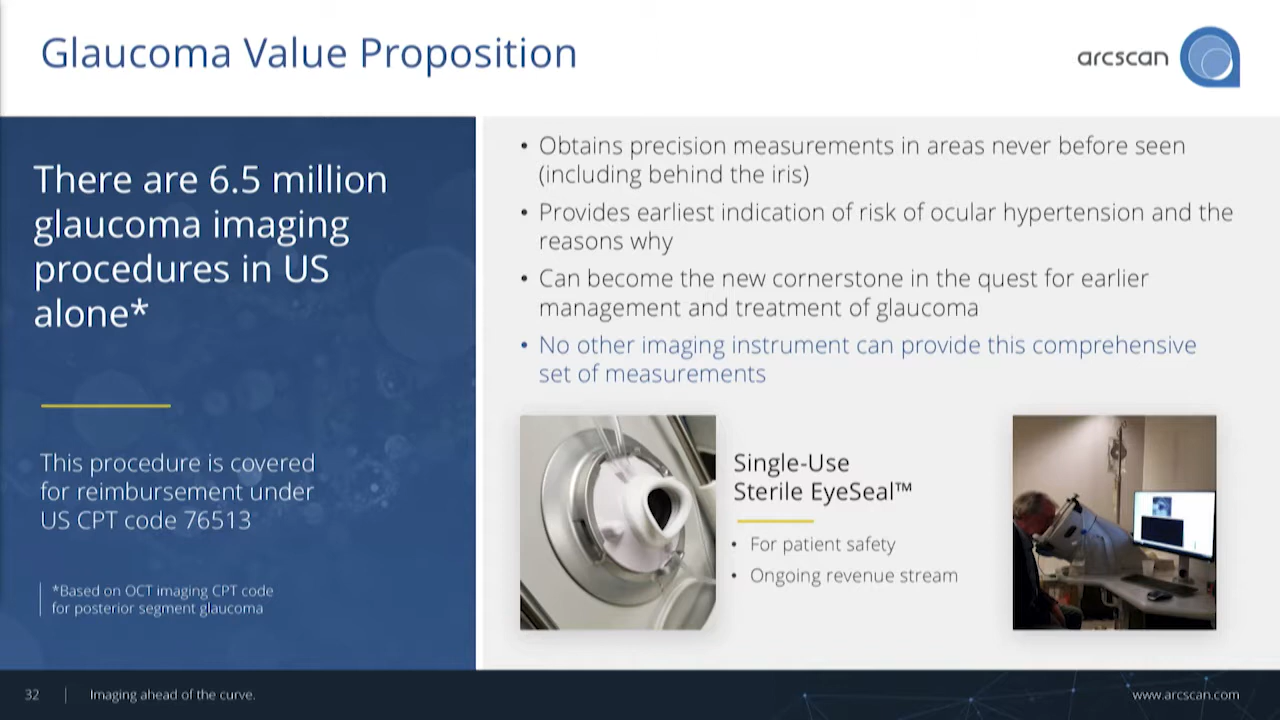 Glaucoma Value Proposition
arcscan
There are 6.5 million
glaucoma imaging
procedures in US
alone*
This procedure is covered
for reimbursement under
US CPT code 76513
*Based on OCT imaging CPT code
for posterior segment glaucoma
• Obtains precision measurements in areas never before seen
(including behind the iris)
• Provides earliest indication of risk of ocular hypertension and the
reasons why
• Can become the new cornerstone in the quest for earlier
management and treatment of glaucoma
• No other imaging instrument can provide this comprehensive
set of measurements
Single-Use
Sterile EyeSeal™
• For patient safety
• Ongoing revenue stream
32
Imaging ahead of the curve.
www.arcscan.com